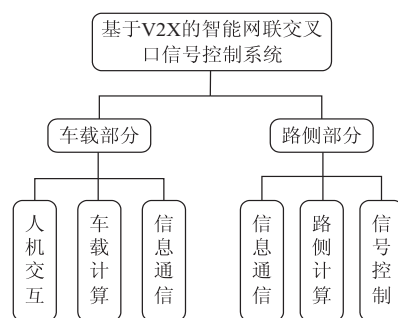 基于V2X的智能网联交叉
口信号控制系统
车载部分
路侧部分
人机交互
车载计算
信息通信
信息通信
路侧计算
信号控制